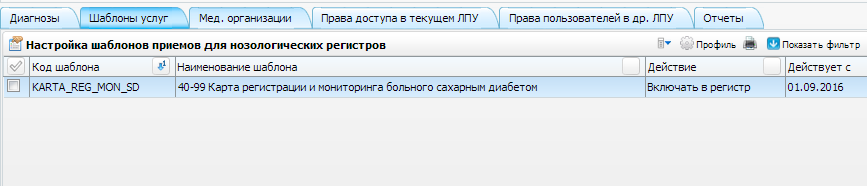 Диагнозы Шаблоны услуг Мед. организации Права доступа в текущем ЛПУ Права пользователей в др. ЛПУ Отчеты
Настройка шаблонов приемов для нозологических регистров Профиль Показать фильтр
Код шаблона Наименование шаблона Действие Действует с
KARTA_REG_MON_SD 40-99 Карта регистрации и мониторинга больного сахарным диабетом Включать в регистр 01.09.2016